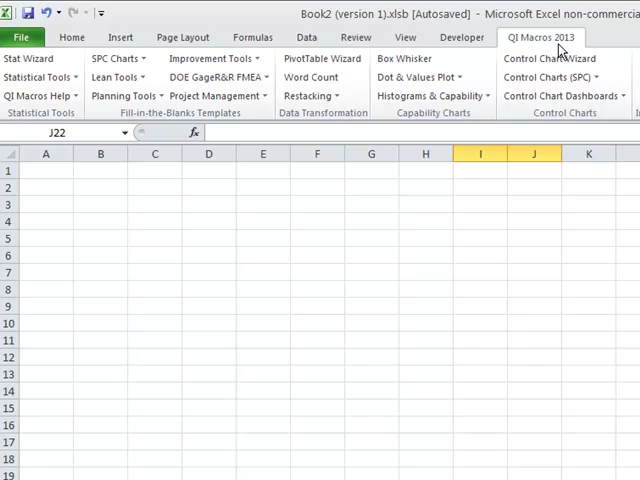 Book2 (version 1).xlsb [Autosaved] - Microsoft Excel non-commercia
File Home Insert Page Layout Formulas Data Review View Developer QI Macros 2013
Stat Wizard SPC Charts Improvement Tools PivotTable Wizard Box Whisker Control Chart Wizard
Statistical Tools Lean Tools DOE GageR&R FMEA Word Count Dot & Values Plot Control Charts (SPC)
QI Macros Help Planning Tools Project Management Restacking Histograms & Capability Control Chart Dashboards
Statistical Tools Fill-in-the-Blanks Templates Data Transformation Capability Charts Control Charts
J22 fx
A B C D E F G H I J K
1
2
3
4
5
6
7
8
9
10
11
12
13
14
15
16
17
18
19